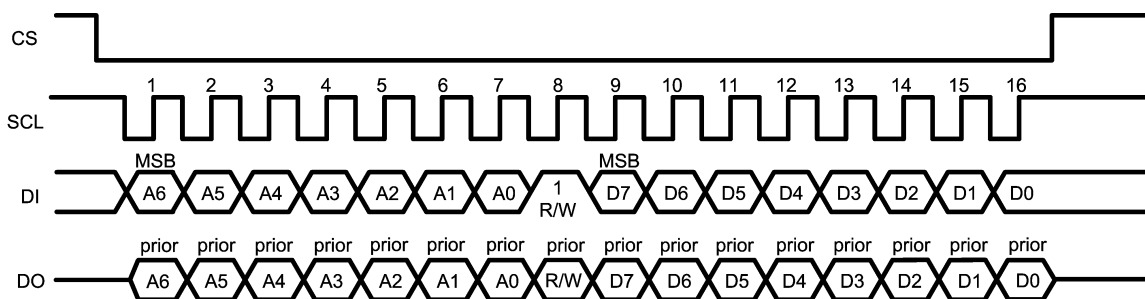 CS
1 2 3 4 5 6 7 8 9 10 11 12 13 14 15 16
SCL
MSB MSB
DI A6 A5 A4 A3 A2 A1 A0 1 D7 D6 D5 D4 D3 D2 D1 D0
R/W
prior prior prior prior prior prior prior prior prior prior prior prior prior prior prior prior
DO A6 A5 A4 A3 A2 A1 A0 R/W D7 D6 D5 D4 D3 D2 D1 D0